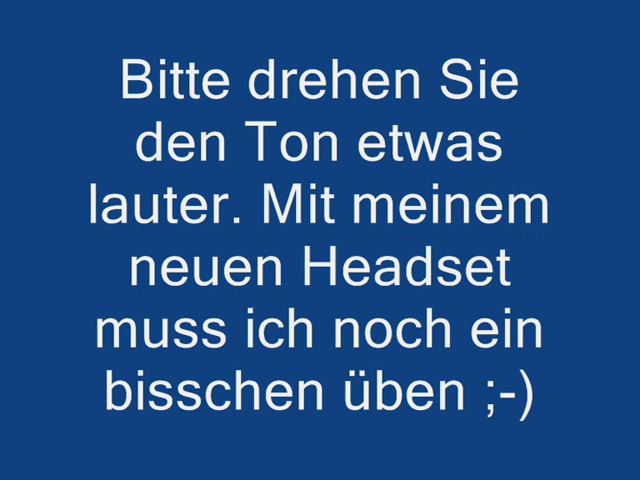 Bitte drehen Sie
den Ton etwas
lauter. Mit meinem
neuen Headset
muss ich noch ein
bisschen üben ;-)